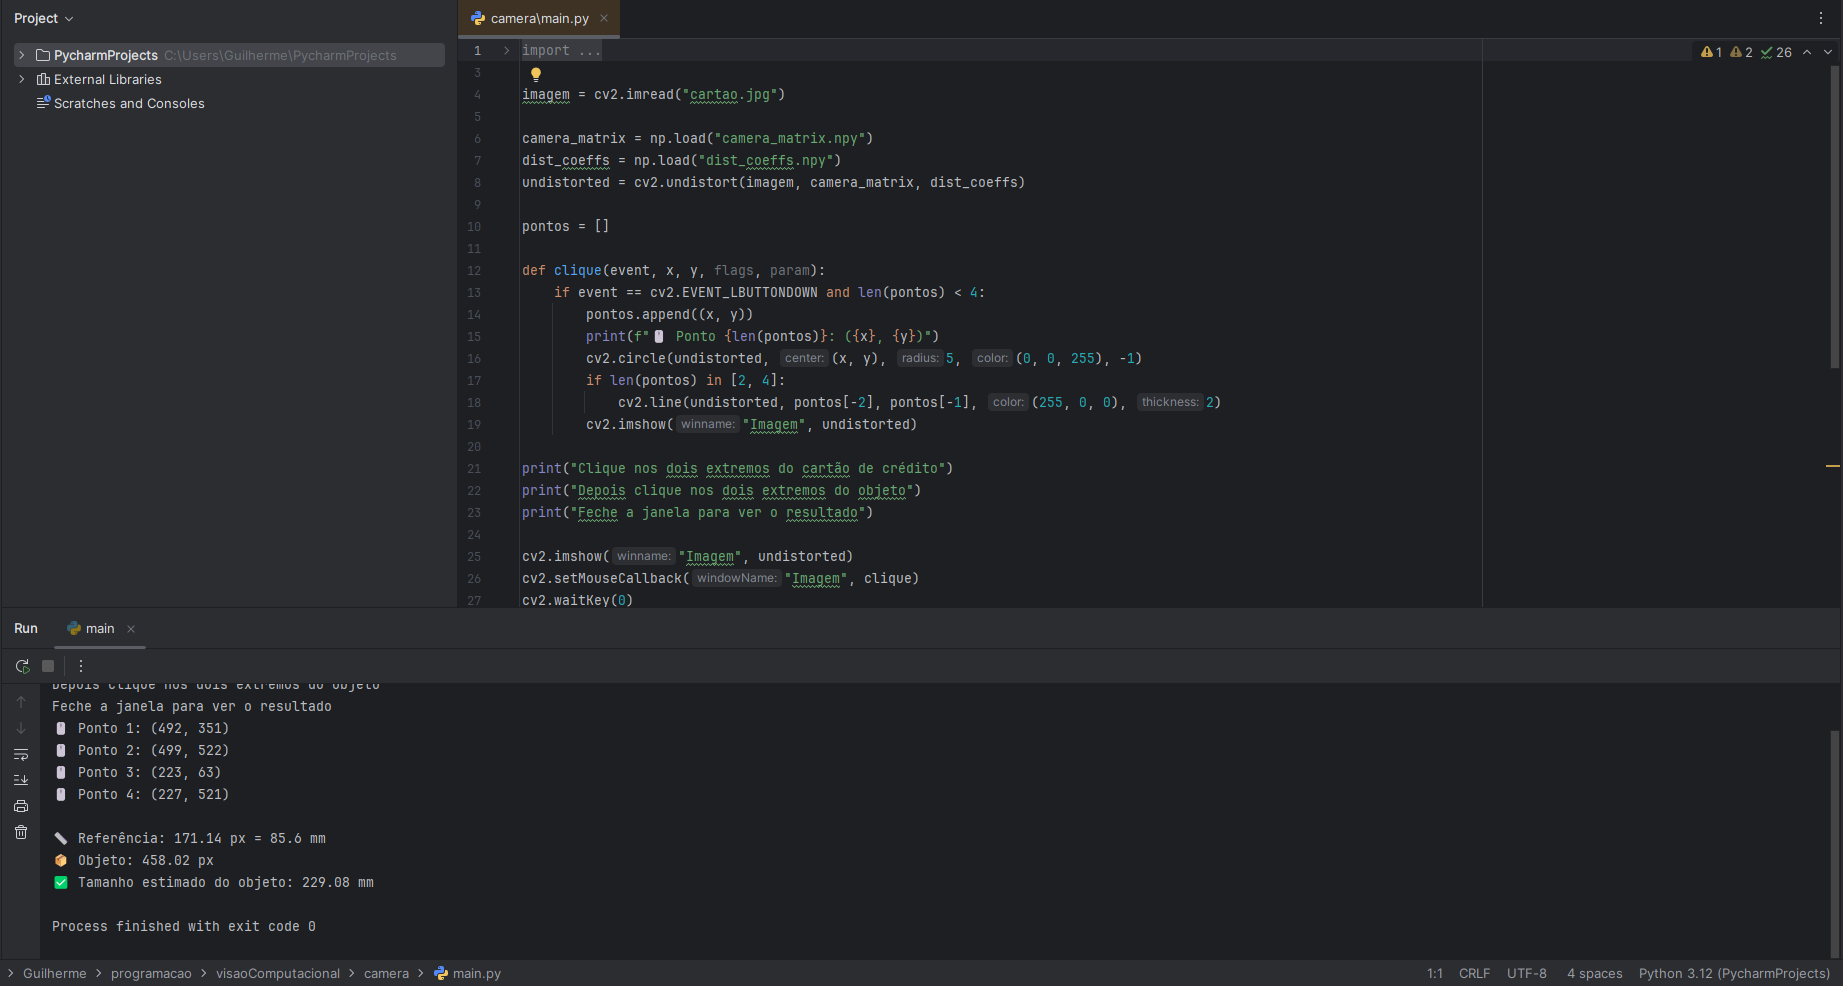 Project
PycharmProjects C:\Users\Guilherme\PycharmProjects
External Libraries
Scratches and Consoles
camera\main.py
1 2 26
1 import ...
3
4 imagem = cv2.imread("cartao.jpg")
5
6 camera_matrix = np.load("camera_matrix.npy")
7 dist_coeffs = np.load("dist_coeffs.npy")
8 undistorted = cv2.undistort(imagem, camera_matrix, dist_coeffs)
9
10 pontos = []
11
12 def clique(event, x, y, flags, param):
13 if event == cv2.EVENT_LBUTTONDOWN and len(pontos) < 4:
14 pontos.append((x, y))
15 print(f"🖱 Ponto {len(pontos)}: ({x}, {y})")
16 cv2.circle(undistorted, center: (x, y), radius: 5, color: (0, 0, 255), -1)
17 if len(pontos) in [2, 4]:
18 cv2.line(undistorted, pontos[-2], pontos[-1], color: (255, 0, 0), thickness: 2)
19 cv2.imshow( winname: "Imagem", undistorted)
20
21 print("Clique nos dois extremos do cartão de crédito")
22 print("Depois clique nos dois extremos do objeto")
23 print("Feche a janela para ver o resultado")
24
25 cv2.imshow( winname: "Imagem", undistorted)
26 cv2.setMouseCallback( windowName: "Imagem", clique)
27 cv2.waitKey(0)
Run main
Depois clique nos dois extremos do objeto
Feche a janela para ver o resultado
🖱 Ponto 1: (492, 351)
🖱 Ponto 2: (499, 522)
🖱 Ponto 3: (223, 63)
🖱 Ponto 4: (227, 521)
📏 Referência: 171.14 px = 85.6 mm
📦 Objeto: 458.02 px
✅ Tamanho estimado do objeto: 229.08 mm
Process finished with exit code 0
Guilherme > programacao > visaoComputacional > camera > main.py
1:1 CRLF UTF-8 4 spaces Python 3.12 (PycharmProjects)